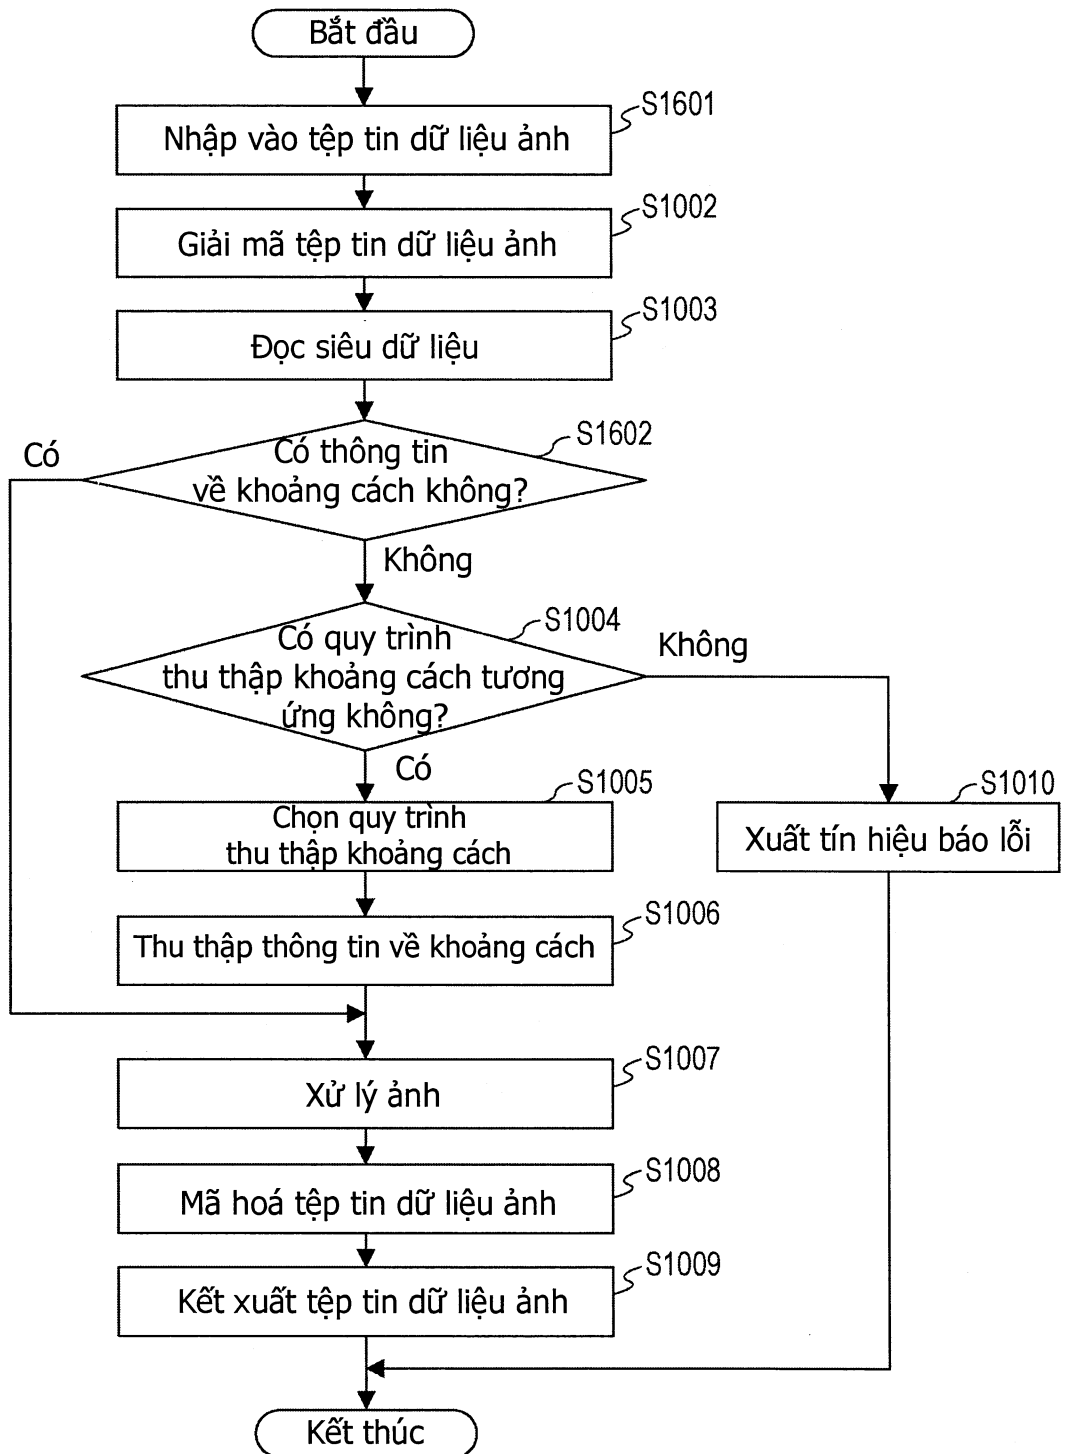 Bắt đầu
S1601
Nhập vào tệp tin dữ liệu ảnh
S1002
Giải mã tệp tin dữ liệu ảnh
S1003
Đọc siêu dữ liệu
S1602
Có
Có thông tin
về khoảng cách không?
Không
S1004
Có quy trình
thu thập khoảng cách tương
ứng không?
Không
Có
S1005
Chọn quy trình
thu thập khoảng cách
S1010
Xuất tín hiệu báo lỗi
S1006
Thu thập thông tin về khoảng cách
S1007
Xử lý ảnh
S1008
Mã hoá tệp tin dữ liệu ảnh
S1009
Kết xuất tệp tin dữ liệu ảnh
Kết thúc